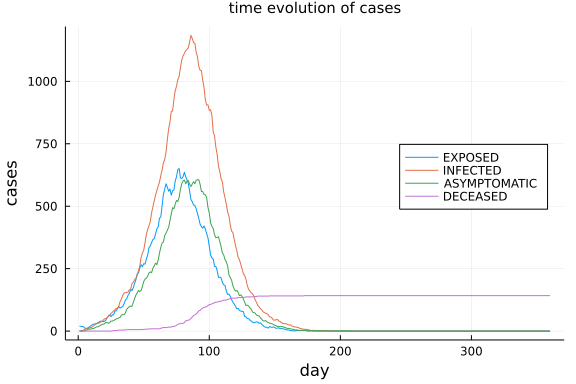 time evolution of cases
cases
1000
750
500
250
0
EXPOSED
INFECTED
ASYMPTOMATIC
DECEASED
0 100 200 300
day